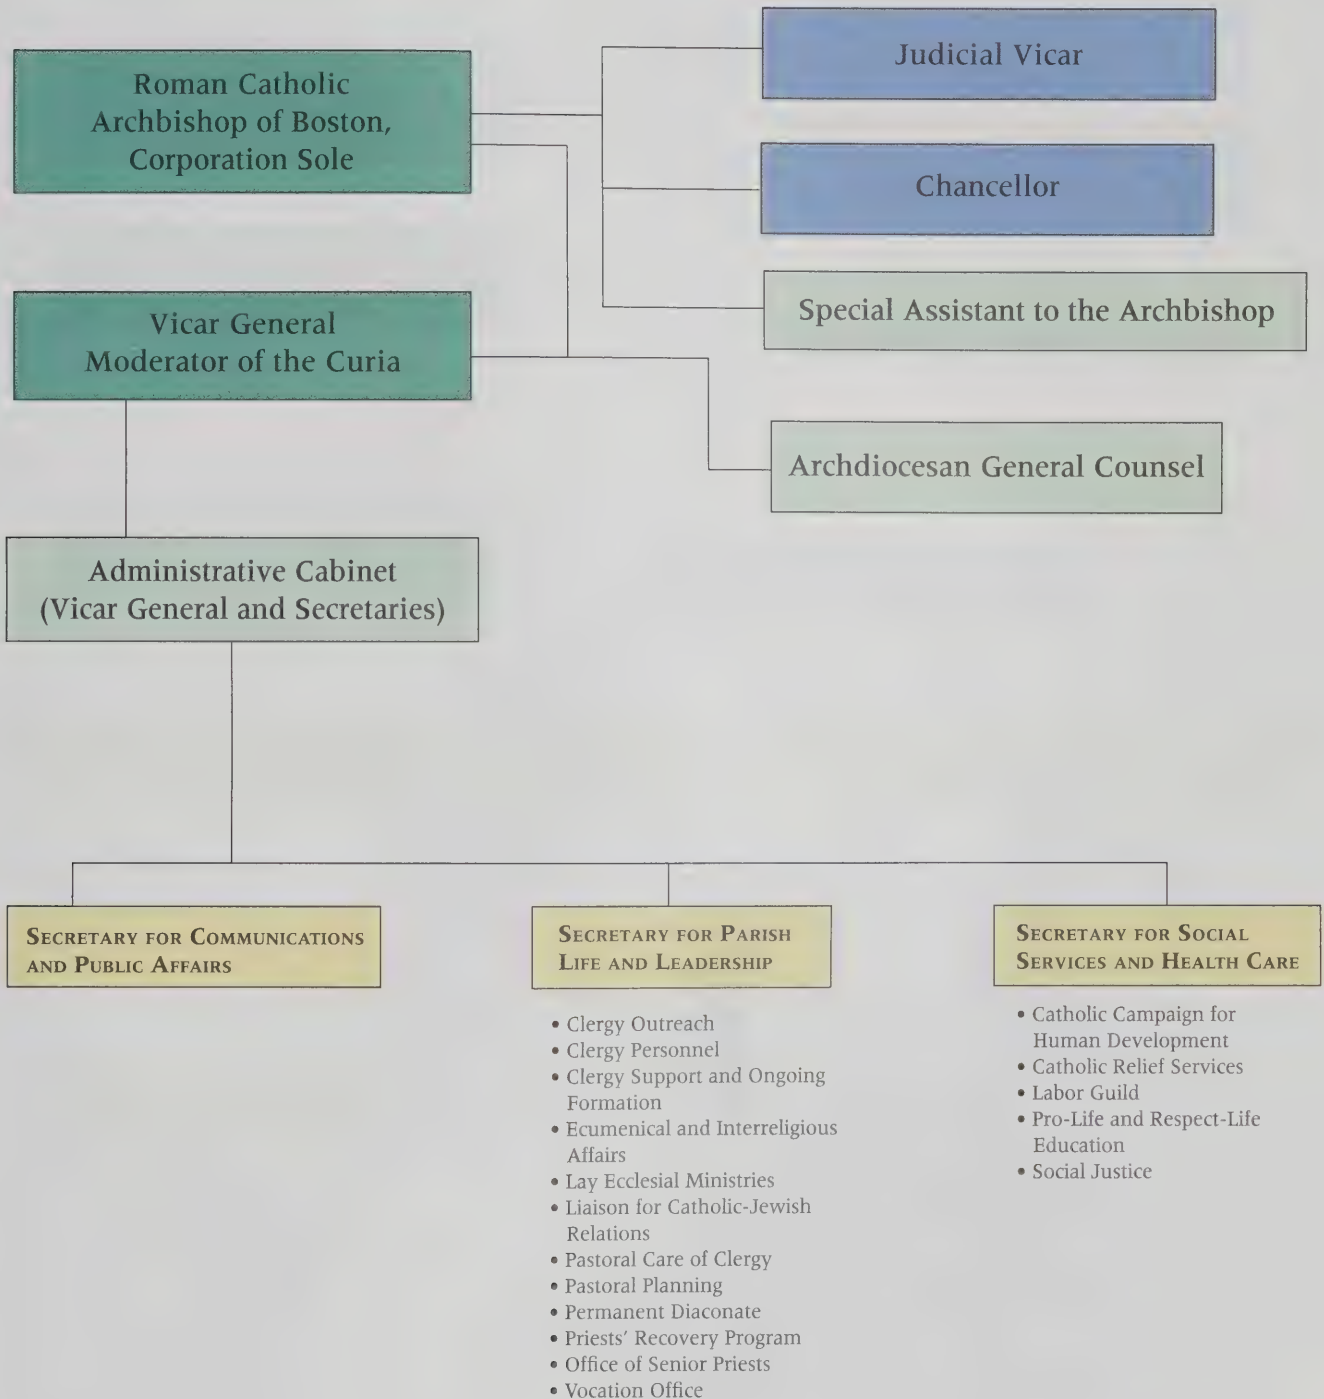 Roman Catholic
Archbishop of Boston,
Corporation Sole
Judicial Vicar
Chancellor
Special Assistant to the Archbishop
Vicar General
Moderator of the Curia
Archdiocesan General Counsel
Administrative Cabinet
(Vicar General and Secretaries)
SECRETARY FOR COMMUNICATIONS
AND PUBLIC AFFAIRS
SECRETARY FOR PARISH
LIFE AND LEADERSHIP
• Clergy Outreach
• Clergy Personnel
• Clergy Support and Ongoing
Formation
• Ecumenical and Interreligious
Affairs
• Lay Ecclesial Ministries
• Liaison for Catholic-Jewish
Relations
• Pastoral Care of Clergy
• Pastoral Planning
• Permanent Diaconate
• Priests' Recovery Program
• Office of Senior Priests
• Vocation Office
SECRETARY FOR SOCIAL
SERVICES AND HEALTH CARE
• Catholic Campaign for
Human Development
• Catholic Relief Services
• Labor Guild
• Pro-Life and Respect-Life
Education
• Social Justice